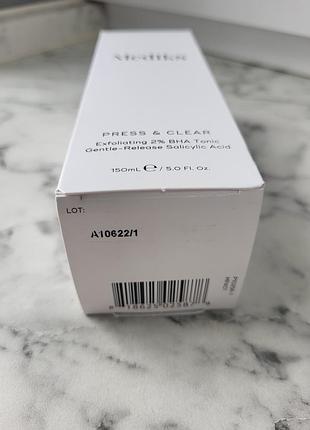 Medik8
PRESS & CLEAR
Exfoliating 2% BHA Tonic
Gentle-Release Salicylic Acid
150mL ℮ / 5.0 Fl. Oz.
LOT:
A10622/1